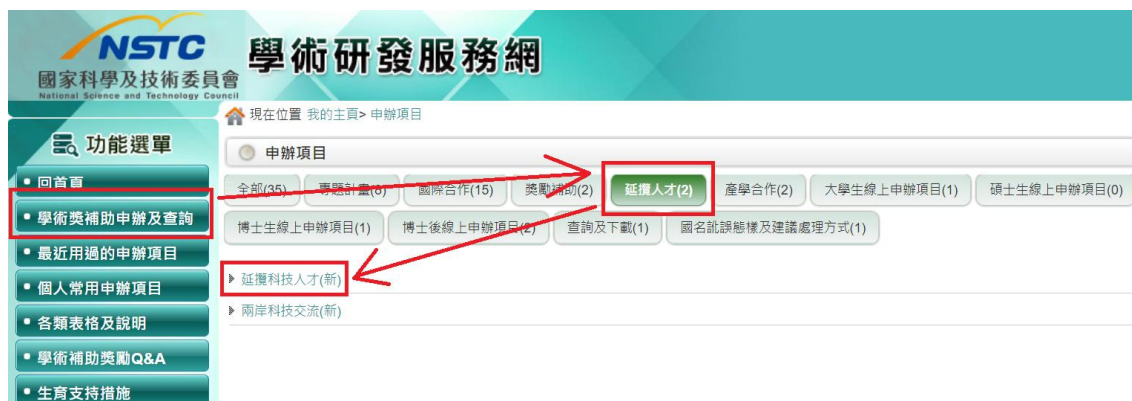 NSTC
國家科學及技術委員會
National Science and Technology Council
學術研發服務網
功能選單
回首頁
學術獎補助申辦及查詢
最近用過的申辦項目
個人常用申辦項目
各類表格及說明
學術補助獎勵Q&A
生育支持措施
現在位置 我的主頁> 申辦項目
申辦項目
全部(35) 專題計畫(8) 國際合作(15) 獎勵補助(2) 延攬人才(2) 產學合作(2) 大學生線上申辦項目(1) 碩士生線上申辦項目(0)
博士生線上申辦項目(1) 博士後線上申辦項目(2) 查詢及下載(1) 國名訛誤態樣及建議處理方式(1)
延攬科技人才(新)
兩岸科技交流(新)